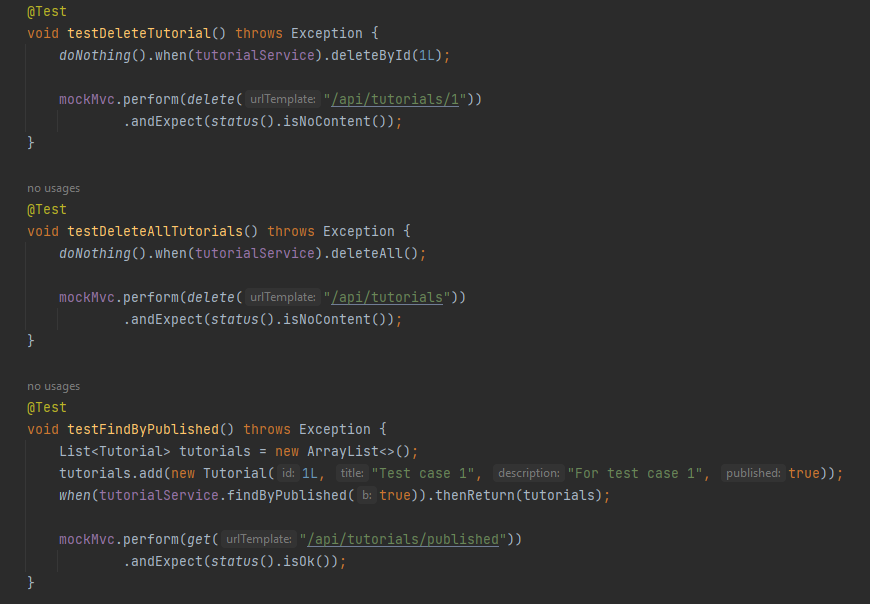 @Test
void testDeleteTutorial() throws Exception {
doNothing().when(tutorialService).deleteById(1L);
mockMvc.perform(delete( urlTemplate: "/api/tutorials/1"))
.andExpect(status().isNoContent());
}
no usages
@Test
void testDeleteAllTutorials() throws Exception {
doNothing().when(tutorialService).deleteAll();
mockMvc.perform(delete( urlTemplate: "/api/tutorials"))
.andExpect(status().isNoContent());
}
no usages
@Test
void testFindByPublished() throws Exception {
List<Tutorial> tutorials = new ArrayList<>();
tutorials.add(new Tutorial( id: 1L, title: "Test case 1", description: "For test case 1", published: true));
when(tutorialService.findByPublished( b: true)).thenReturn(tutorials);
mockMvc.perform(get( urlTemplate: "/api/tutorials/published"))
.andExpect(status().isOk());
}